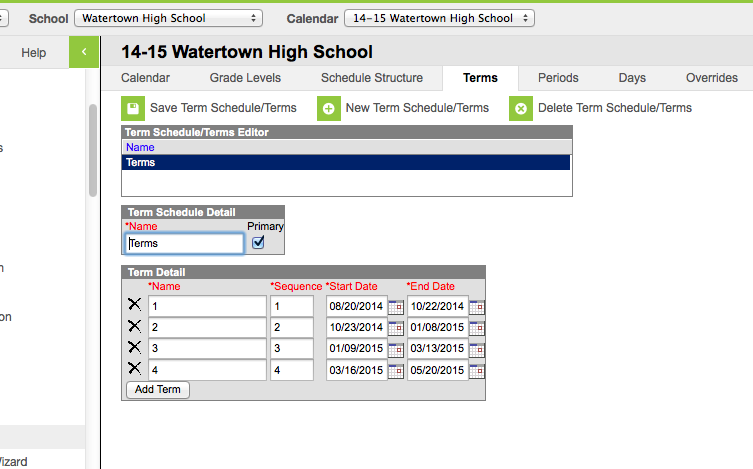 School Watertown High School Calendar 14-15 Watertown High School
Help
14-15 Watertown High School
Calendar Grade Levels Schedule Structure Terms Periods Days Overrides
Save Term Schedule/Terms New Term Schedule/Terms Delete Term Schedule/Terms
Term Schedule/Terms Editor
Name
Terms
Term Schedule Detail
*Name Primary
Terms
Term Detail
*Name *Sequence *Start Date *End Date
1 1 08/20/2014 10/22/2014
2 2 10/23/2014 01/08/2015
3 3 01/09/2015 03/13/2015
4 4 03/16/2015 05/20/2015
Add Term